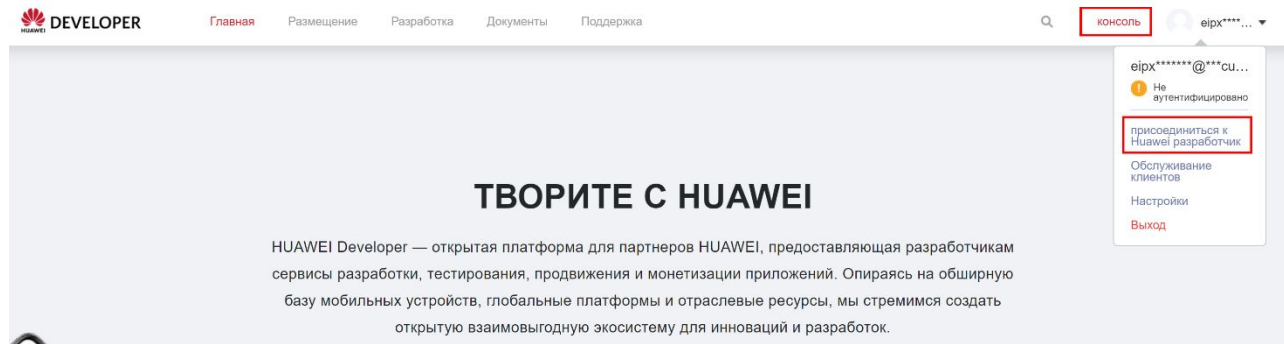 HUAWEI DEVELOPER Главная Размещение Разработка Документы Поддержка консоль eipx****...
eipx*******@***cu...
! Не
аутентифицировано
присоединиться к
Huawei разработчик
Обслуживание
клиентов
Настройки
Выход
ТВОРИТЕ С HUAWEI
HUAWEI Developer — открытая платформа для партнеров HUAWEI, предоставляющая разработчикам
сервисы разработки, тестирования, продвижения и монетизации приложений. Опираясь на обширную
базу мобильных устройств, глобальные платформы и отраслевые ресурсы, мы стремимся создать
открытую взаимовыгодную экосистему для инноваций и разработок.